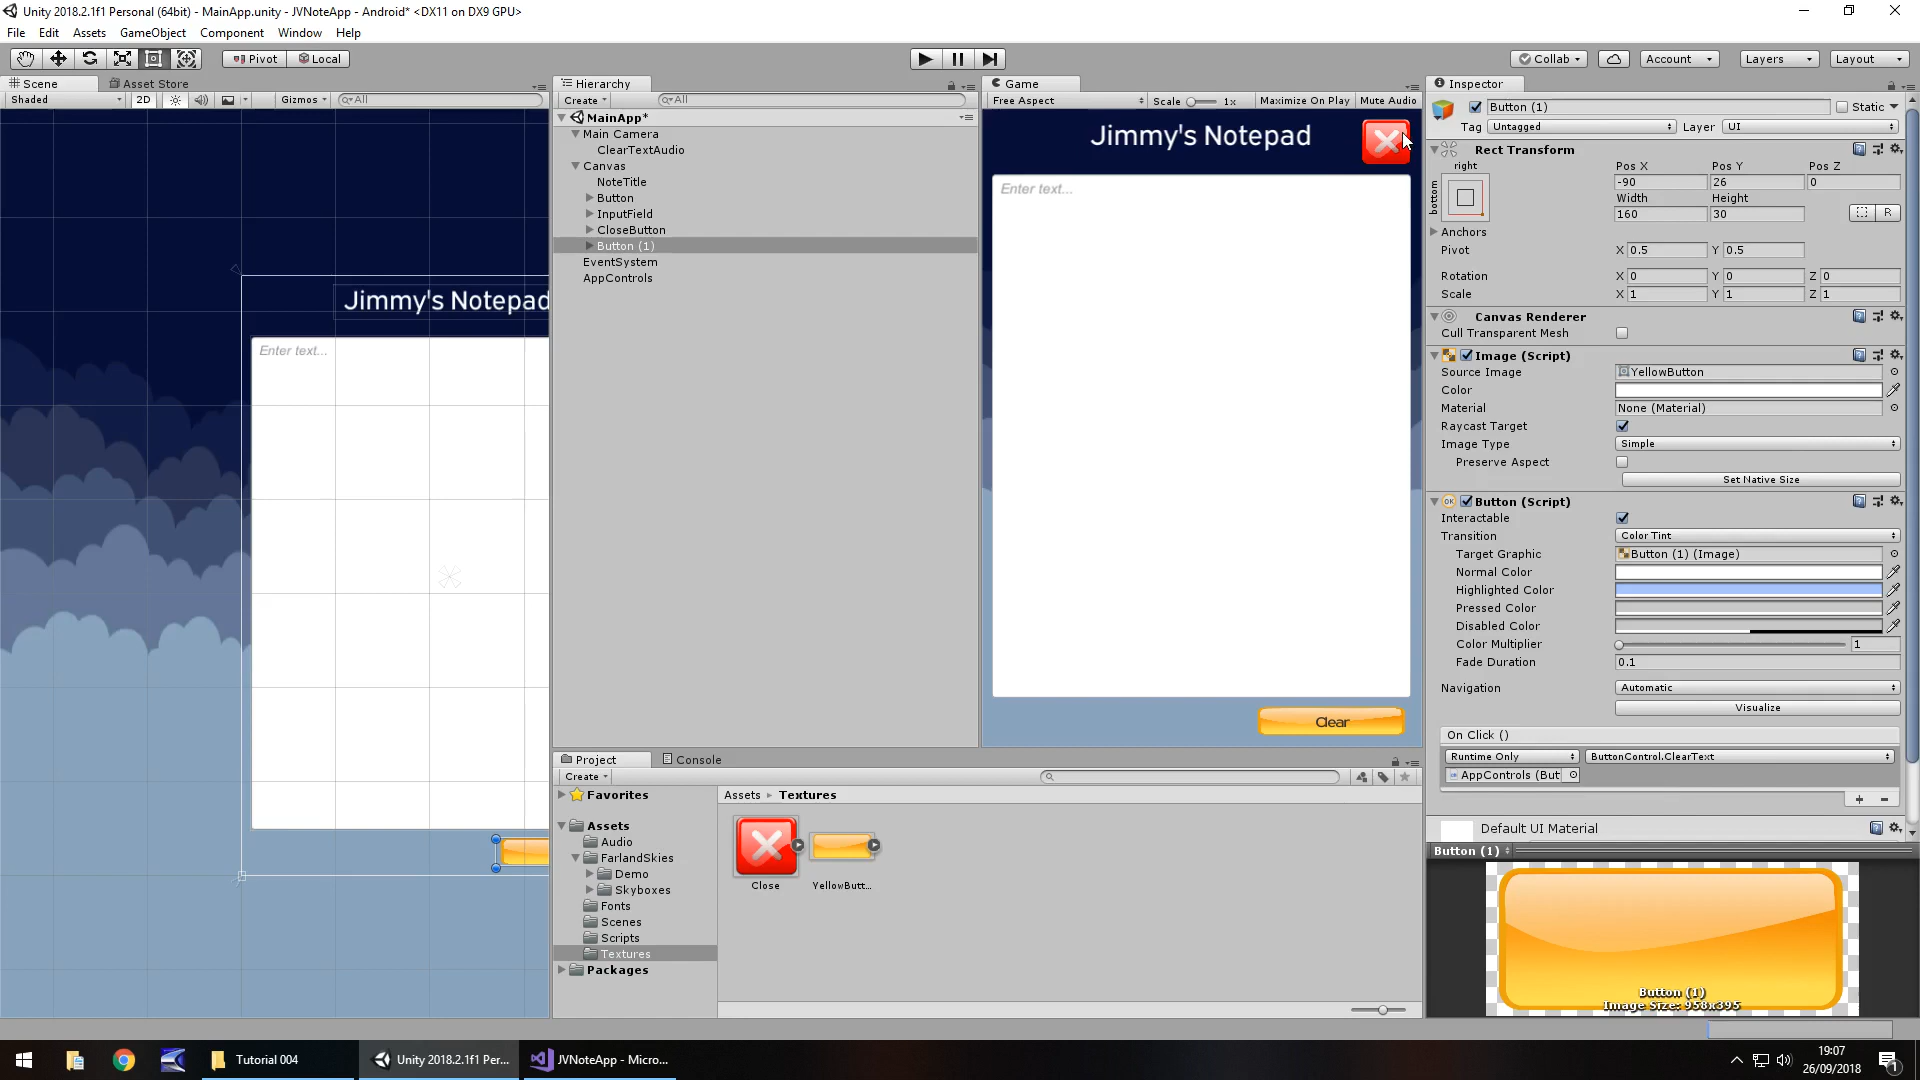 Unity 2018.2.1f1 Personal (64bit) - MainApp.unity - JVNoteApp - Android* <DX11 on DX9 GPU>
File Edit Assets GameObject Component Window Help
Pivot Local Collab Account Layers Layout
Scene Asset Store
Shaded 2D Gizmos All
Jimmy's Notepad
Enter text...
Hierarchy
Create All
MainApp*
Main Camera
ClearTextAudio
Canvas
NoteTitle
Button
InputField
CloseButton
Button (1)
EventSystem
AppControls
Game
Free Aspect Scale 1x Maximize On Play Mute Audio
Jimmy's Notepad
Enter text...
Clear
Project Console
Create
Favorites
Assets
Audio
FarlandSkies
Demo
Skyboxes
Fonts
Scenes
Scripts
Textures
Packages
Assets Textures
Close YellowButt...
Inspector
Button (1) Static
Tag Untagged Layer UI
Rect Transform
right
bottom
Pos X Pos Y Pos Z
-90 26 0
Width Height
160 30 R
Anchors
Pivot X 0.5 Y 0.5
Rotation X 0 Y 0 Z 0
Scale X 1 Y 1 Z 1
Canvas Renderer
Cull Transparent Mesh
Image (Script)
Source Image YellowButton
Color
Material None (Material)
Raycast Target
Image Type Simple
Preserve Aspect
Set Native Size
OK Button (Script)
Interactable
Transition Color Tint
Target Graphic Button (1) (Image)
Normal Color
Highlighted Color
Pressed Color
Disabled Color
Color Multiplier 1
Fade Duration 0.1
Navigation Automatic
Visualize
On Click ()
Runtime Only ButtonControl.ClearText
AppControls (But
Default UI Material
Button (1)
Button (1)
Image Size: 958x395
Tutorial 004 Unity 2018.2.1f1 Per... JVNoteApp - Micro...
19:07
26/09/2018
1